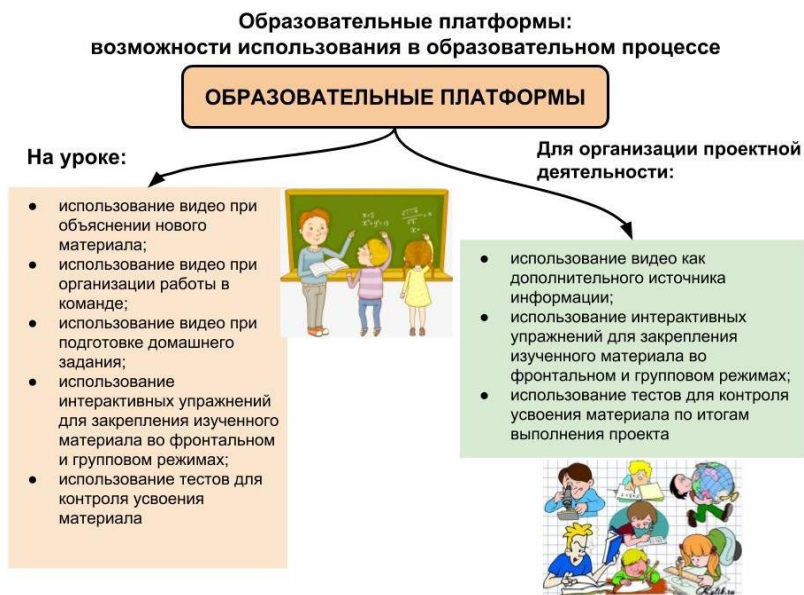 Образовательные платформы:
возможности использования в образовательном процессе
ОБРАЗОВАТЕЛЬНЫЕ ПЛАТФОРМЫ
На уроке:
● использование видео при
объяснении нового
материала;
● использование видео при
организации работы в
команде;
● использование видео при
подготовке домашнего
задания;
● использование
интерактивных упражнений
для закрепления изученного
материала во фронтальном
и групповом режимах;
● использование тестов для
контроля усвоения
материала
Для организации проектной
деятельности:
● использование видео как
дополнительного источника
информации;
● использование интерактивных
упражнений для закрепления
изученного материала во
фронтальном и групповом режимах;
● использование тестов для контроля
усвоения материала по итогам
выполнения проекта